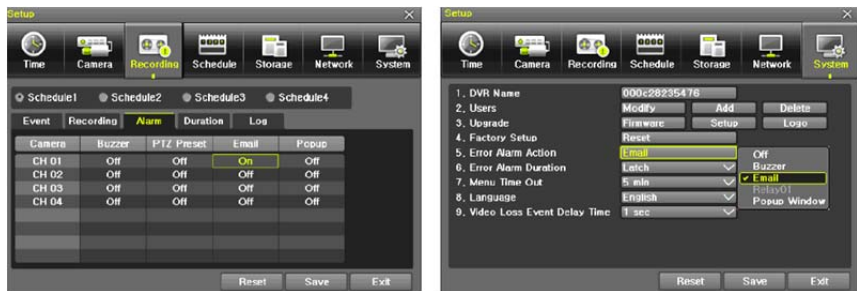 Setup
Time Camera Recording Schedule Storage Network System
Schedule1 Schedule2 Schedule3 Schedule4
Event Recording Alarm Duration Log
Camera Buzzer PTZ Preset Email Popup
CH 01 Off Off On Off
CH 02 Off Off Off Off
CH 03 Off Off Off Off
CH 04 Off Off Off Off
Reset Save Exit
Setup
Time Camera Recording Schedule Storage Network System
1. DVR Name 000c28235476
2. Users Modify Add Delete
3. Upgrade Firmware Setup Logo
4. Factory Setup Reset
5. Error Alarm Action Email
6. Error Alarm Duration Latch
7. Menu Time Out 5 min
8. Language English
9. Video Loss Event Delay Time 1 sec
Off
Buzzer
Email
Relay01
Popup Window
Reset Save Exit